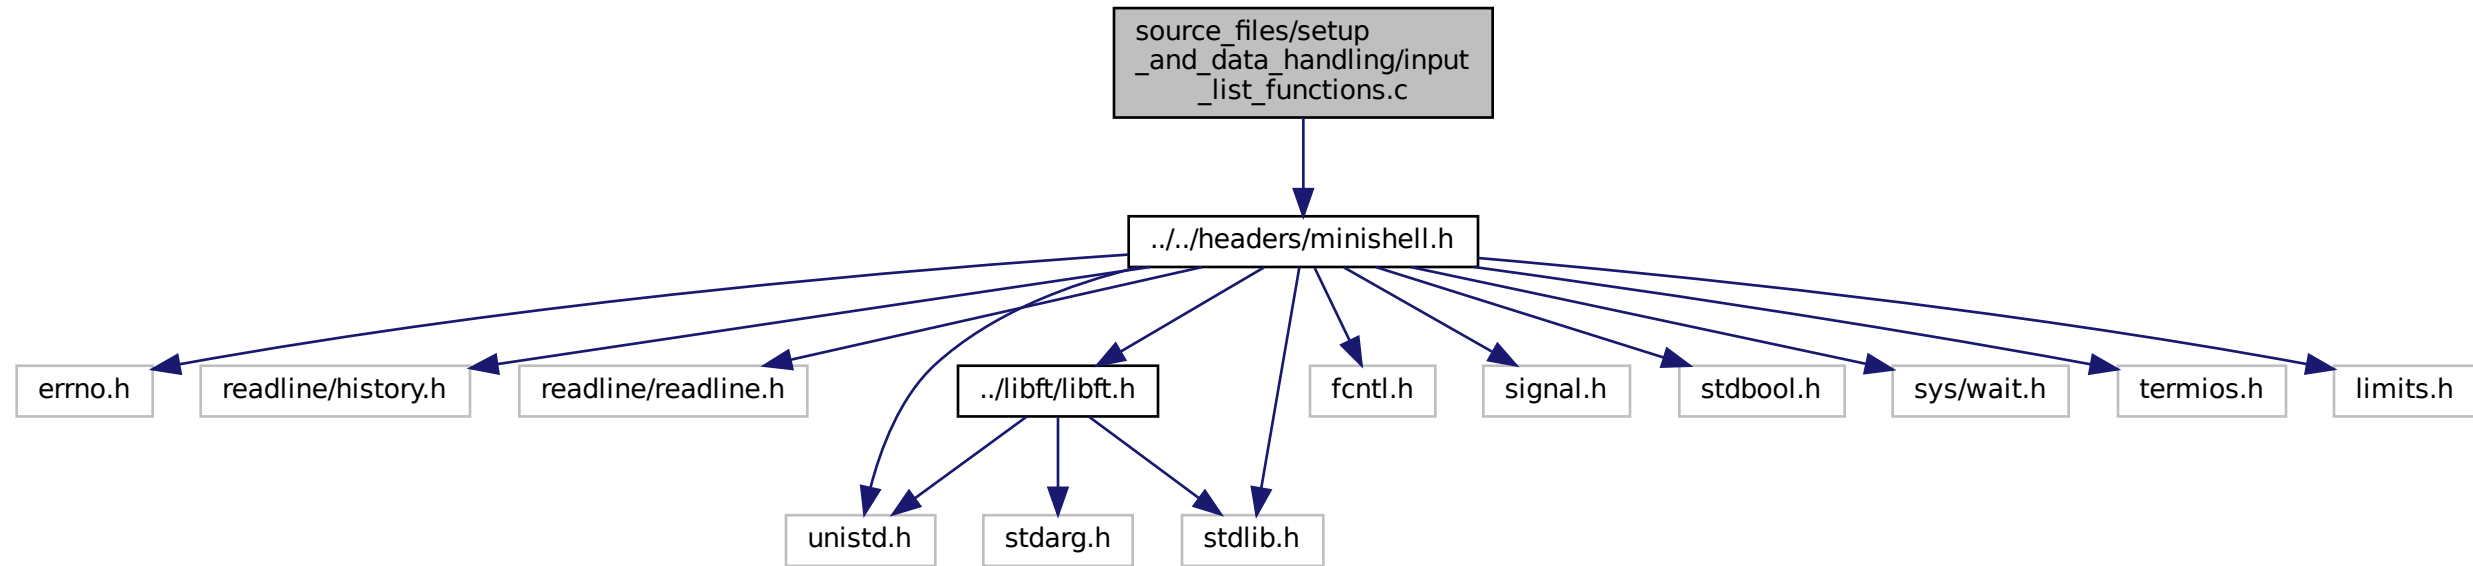 source_files/setup
_and_data_handling/input
_list_functions.c
../../headers/minishell.h
errno.h
readline/history.h
readline/readline.h
../libft/libft.h
fcntl.h
signal.h
stdbool.h
sys/wait.h
termios.h
limits.h
unistd.h
stdarg.h
stdlib.h